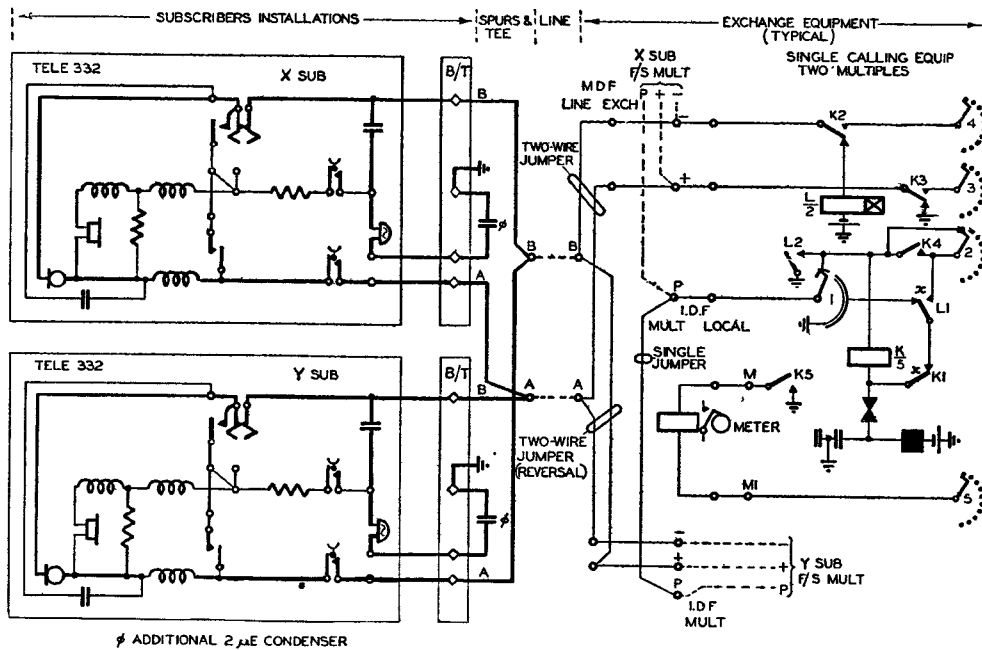 SUBSCRIBERS INSTALLATIONS
SPURS & TEE
LINE
EXCHANGE EQUIPMENT
(TYPICAL)
TELE 332
X SUB
B/T
B
A
X SUB
F/S MULT
P + -
MDF
LINE EXCH
SINGLE CALLING EQUIP
TWO MULTIPLES
TWO-WIRE
JUMPER
-
+
K2
4
K3
3
L
2
L2
K4
2
B
B
ϕ
P
I.D.F
MULT LOCAL
1
x
L1
K
5
x
K1
SINGLE
JUMPER
TELE 332
Y SUB
B/T
B
A
A
A
TWO-WIRE
JUMPER
(REVERSAL)
M
K5
METER
M1
5
ϕ
-
+
+
P
P
Y SUB
F/S MULT
I.D.F
MULT
ϕ ADDITIONAL 2 µE CONDENSER